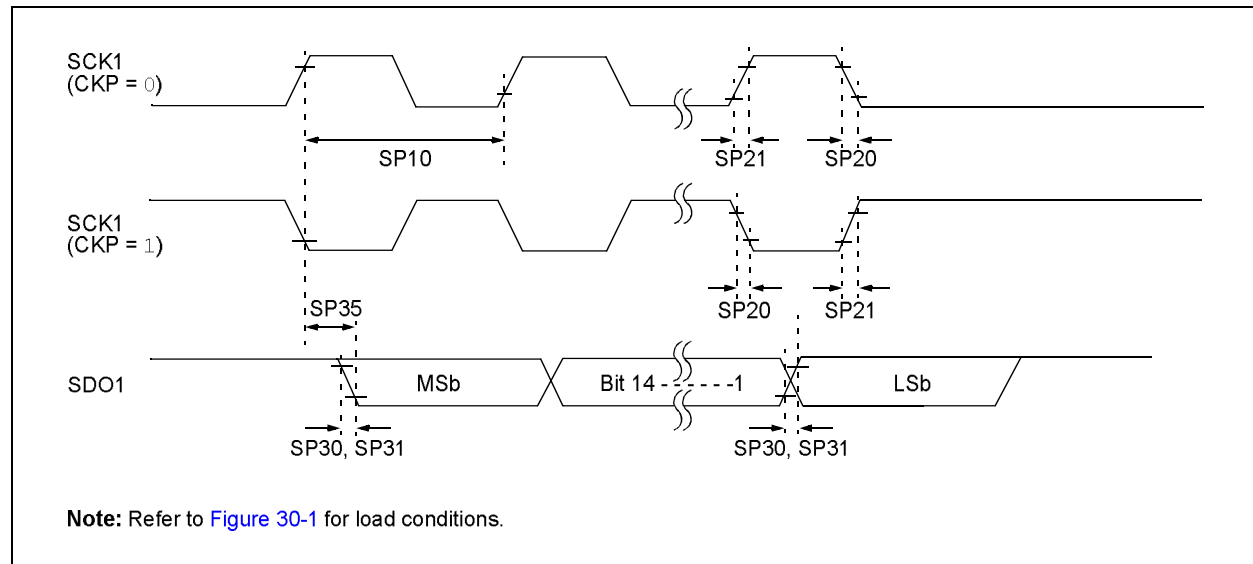 SCK1
(CKP = 0)
SP10
SP21
SP20
SCK1
(CKP = 1)
SP20
SP21
SP35
SDO1
MSb
Bit 14 - - - - - -1
LSb
SP30, SP31
SP30, SP31
Note: Refer to Figure 30-1 for load conditions.